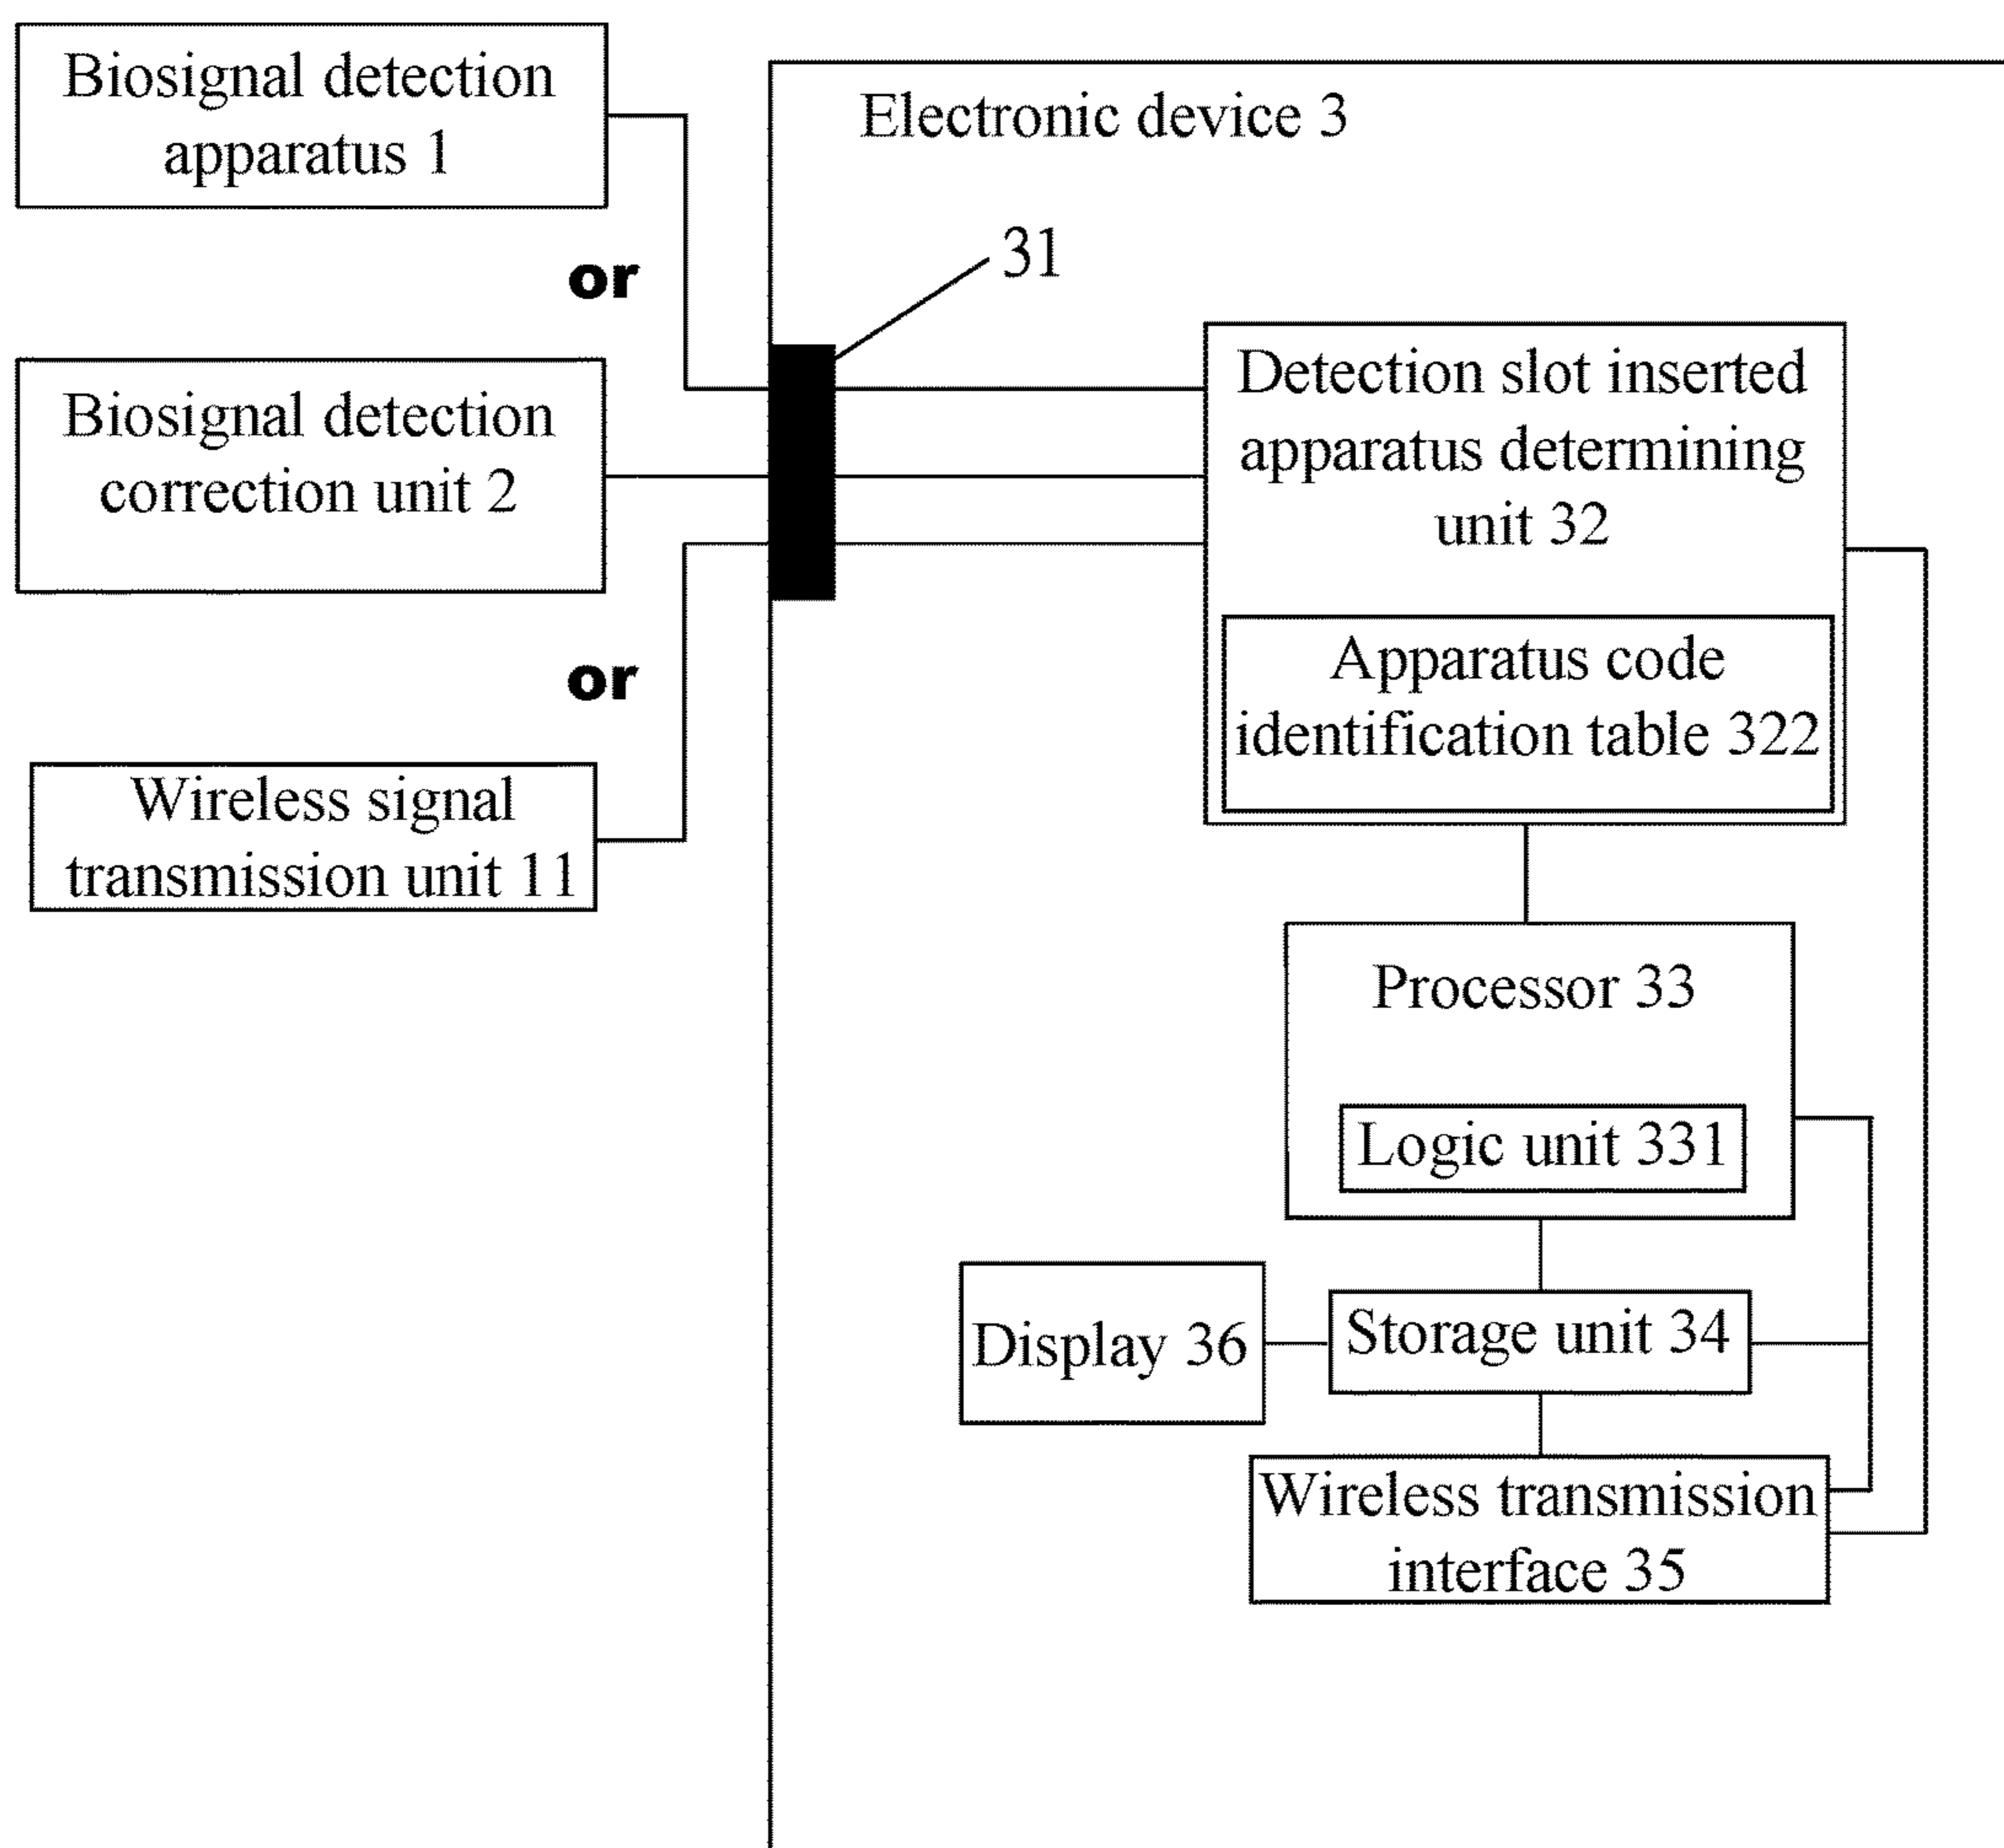 Biosignal detection
apparatus 1
Electronic device 3
or
31
Biosignal detection
correction unit 2
Detection slot inserted
apparatus determining
unit 32
or
Apparatus code
identification table 322
Wireless signal
transmission unit 11
Processor 33
Logic unit 331
Display 36
Storage unit 34
Wireless transmission
interface 35